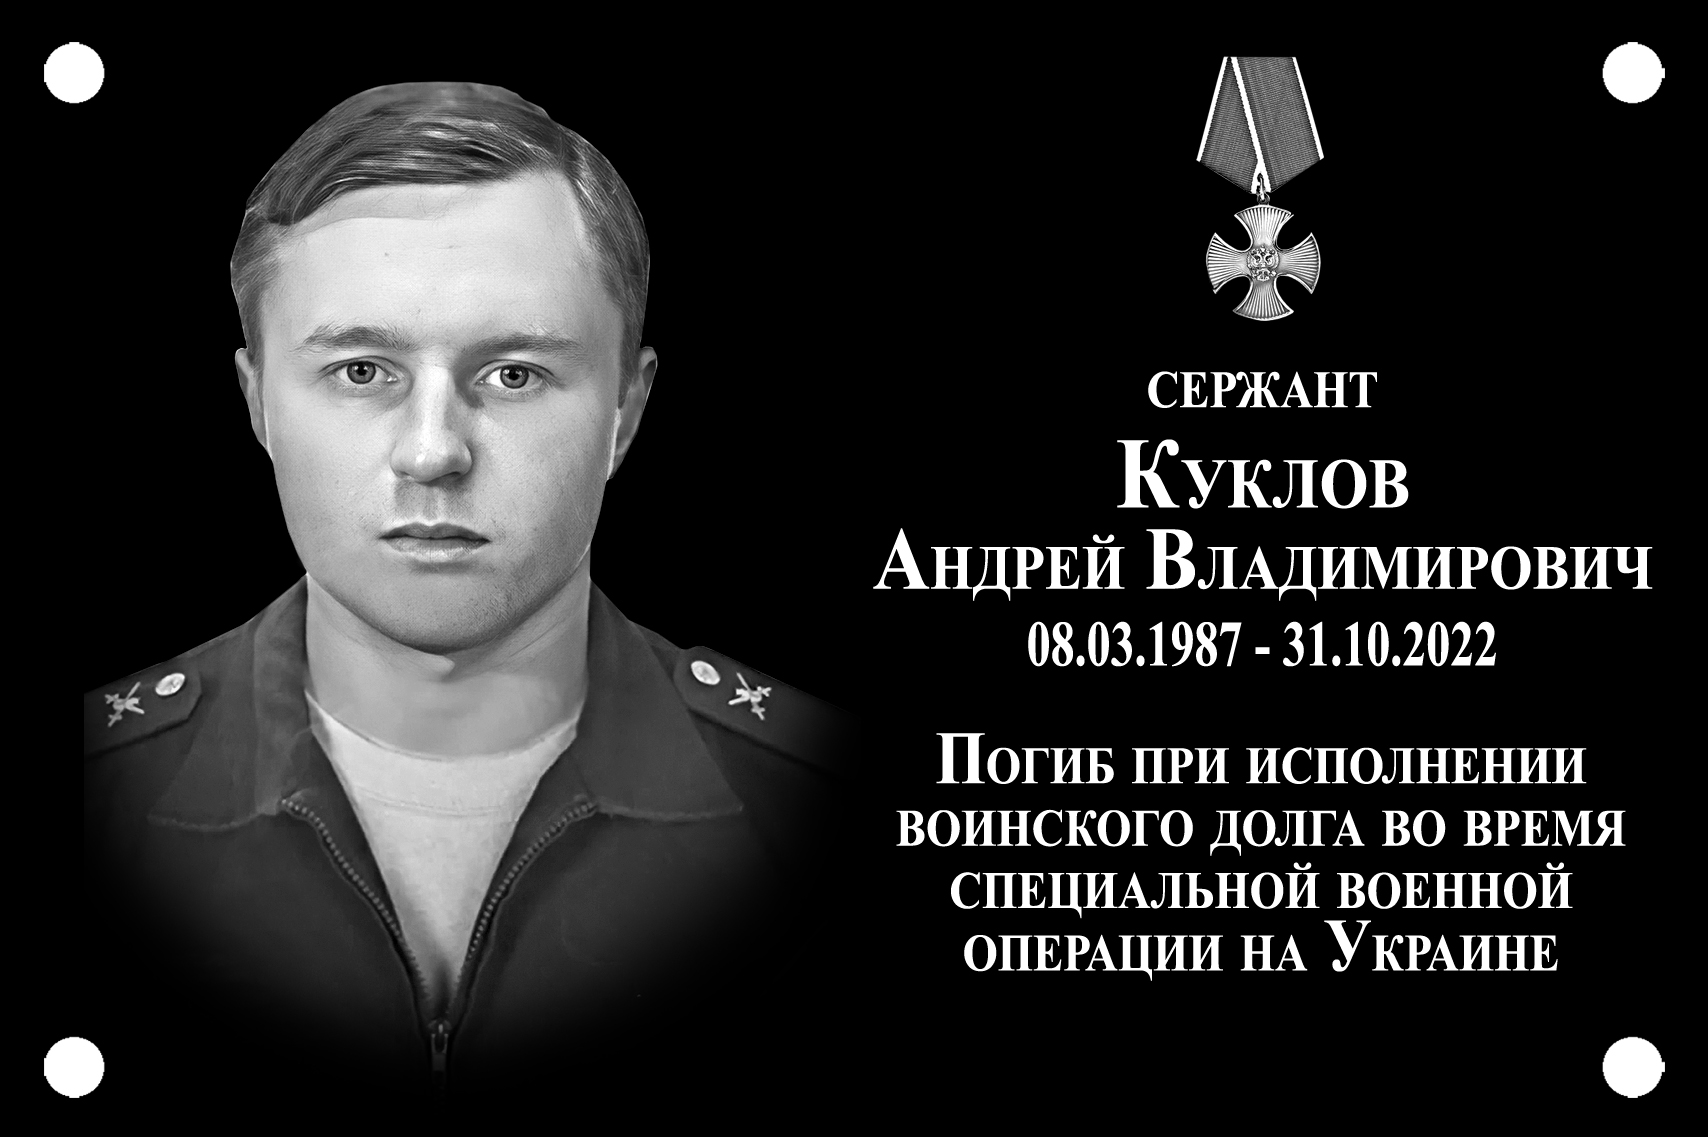 СЕРЖАНТ
КУКЛОВ
АНДРЕЙ ВЛАДИМИРОВИЧ
08.03.1987 - 31.10.2022
ПОГИБ ПРИ ИСПОЛНЕНИИ
ВОИНСКОГО ДОЛГА ВО ВРЕМЯ
СПЕЦИАЛЬНОЙ ВОЕННОЙ
ОПЕРАЦИИ НА УКРАИНЕ